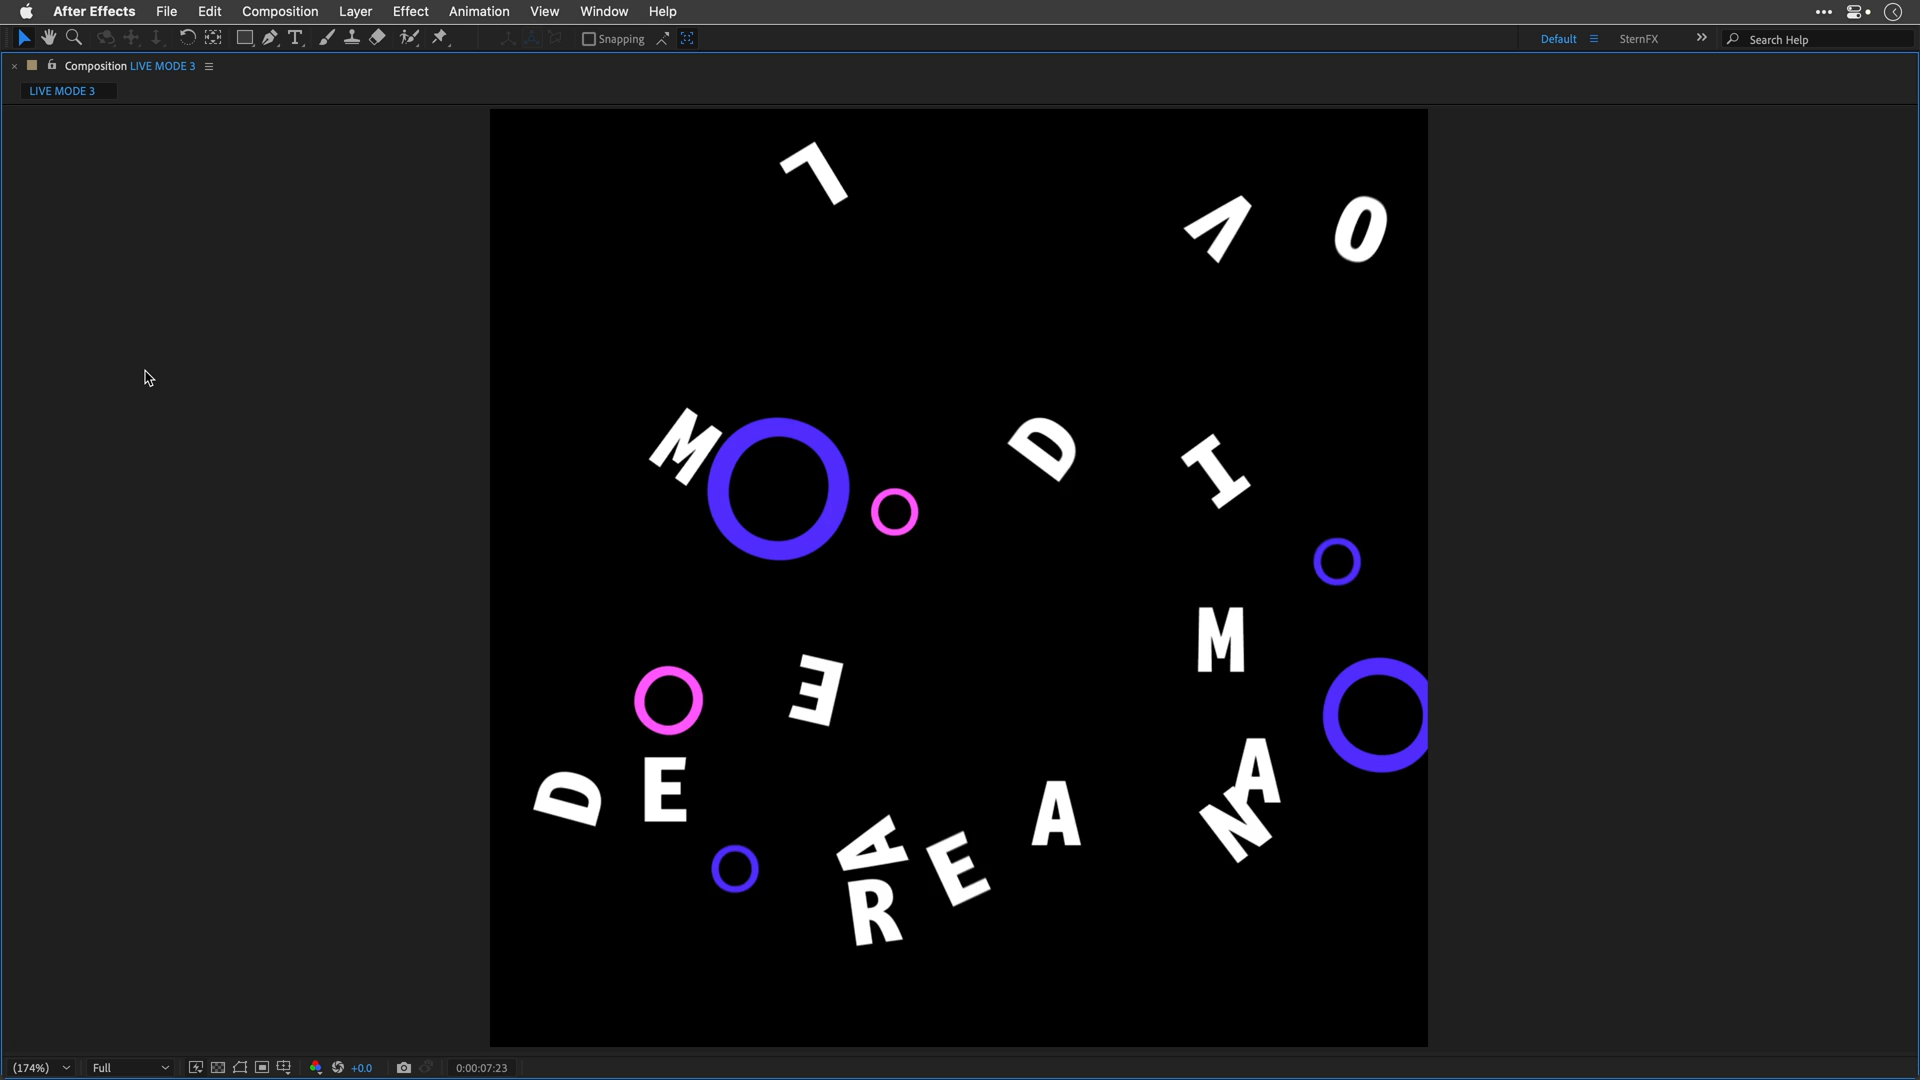 After Effects File Edit Composition Layer Effect Animation View Window Help
Snapping Default SternFX Search Help
Composition LIVE MODE 3
LIVE MODE 3
L
V O
M D I
M
E
D E A
A E A N
R
(174%) Full +0.0 0:00:07:23